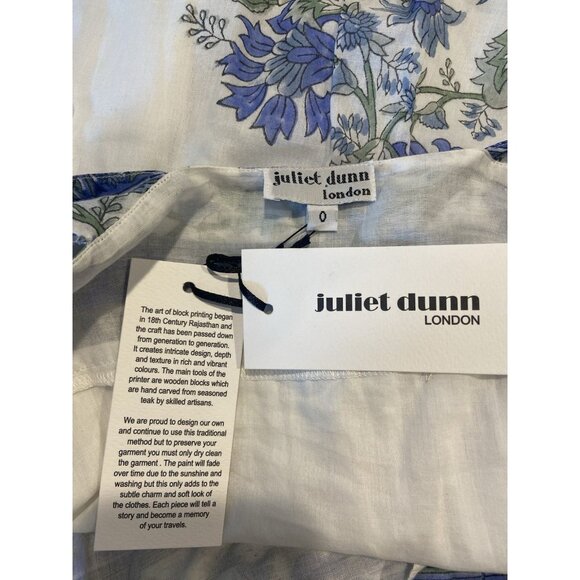 juliet dunn
london
0
juliet dunn
LONDON
The art of block printing began
in 18th Century Rajasthan and
the craft has been passed down
from generation to generation.
It creates intricate design, depth
and texture in rich and vibrant
colours. The main tools of the
printer are wooden blocks which
are hand carved from seasoned
teak by skilled artisans.
We are proud to design our own
and continue to use this traditional
method but to preserve your
garment you must only dry clean
the garment . The paint will fade
over time due to the sunshine and
washing but this only adds to the
subtle charm and soft look of
the clothes. Each piece will tell a
story and become a memory
of your travels.